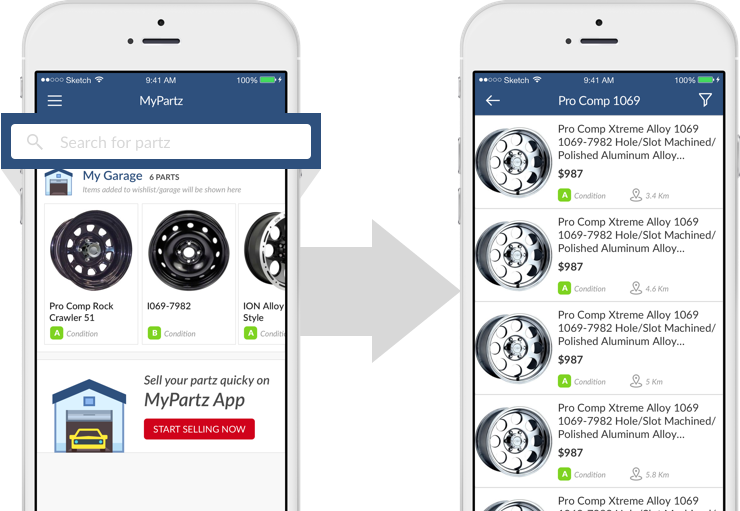 Sketch 9:41 AM 100%
MyPartz
Search for partz
My Garage 6 PARTS
Items added to wishlist/garage will be shown here
Pro Comp Rock
Crawler 51
A Condition
I069-7982
B Condition
ION Alloy
Style
A Conditi
Sell your partz quicky on
MyPartz App
START SELLING NOW
Sketch 9:41 AM 100%
Pro Comp 1069
Pro Comp Xtreme Alloy 1069
1069-7982 Hole/Slot Machined/
Polished Aluminum Alloy...
$987
A Condition 3.4 Km
Pro Comp Xtreme Alloy 1069
1069-7982 Hole/Slot Machined/
Polished Aluminum Alloy...
$987
A Condition 4.6 Km
Pro Comp Xtreme Alloy 1069
1069-7982 Hole/Slot Machined/
Polished Aluminum Alloy...
$987
A Condition 5 Km
Pro Comp Xtreme Alloy 1069
1069-7982 Hole/Slot Machined/
Polished Aluminum Alloy...
$987
A Condition 5.8 Km
Pro Comp Xtreme Alloy 1069